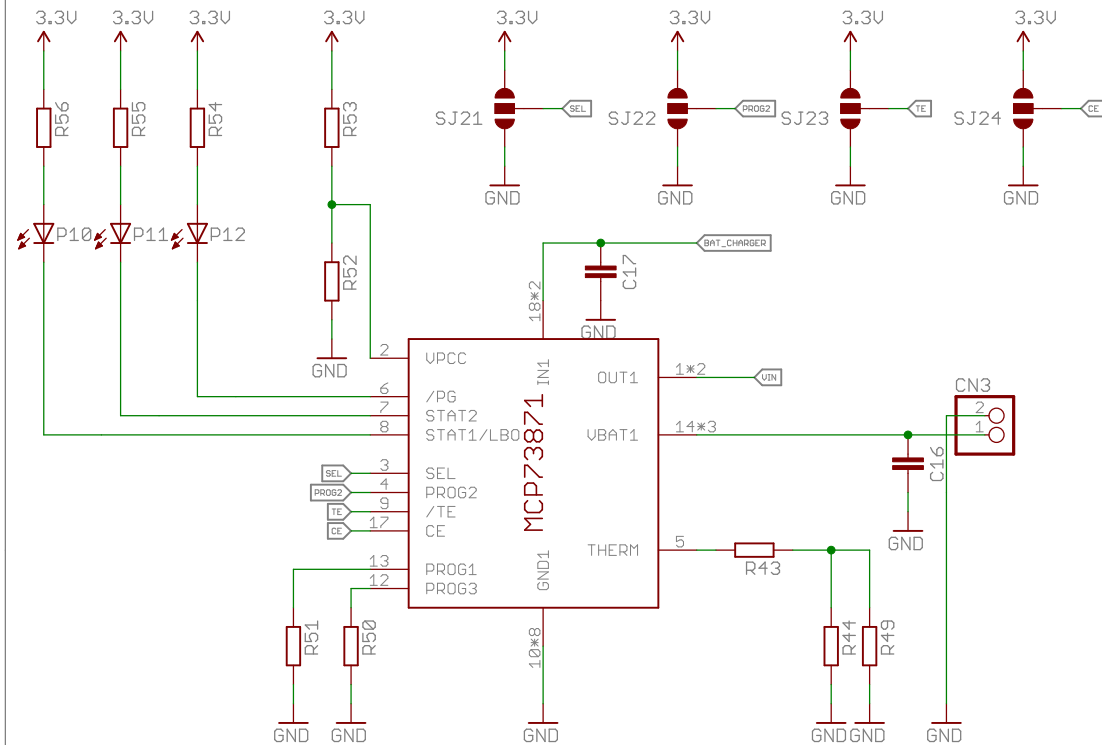 3.3V 3.3V 3.3V 3.3V 3.3V 3.3V 3.3V 3.3V
R56 R55 R54 R53
SJ21 SEL SJ22 PROG2 SJ23 TE SJ24 CE
GND GND GND GND
P10 P11 P12
R52
BAT_CHARGER
C17
GND
18*2
GND
2 VPCC
IN1
OUT1 1*2 VIN
6 /PG
7 STAT2
8 STAT1/LBO
VBAT1 14*3
CN3
2
1
C16
GND
MCP73871
SEL 3 SEL
PROG2 4 PROG2
TE 9 /TE
CE 17 CE
THERM 5
R43
GND1
13 PROG1
12 PROG3
10*8
R51 R50
R44 R49
GND GND GND GND GND GND